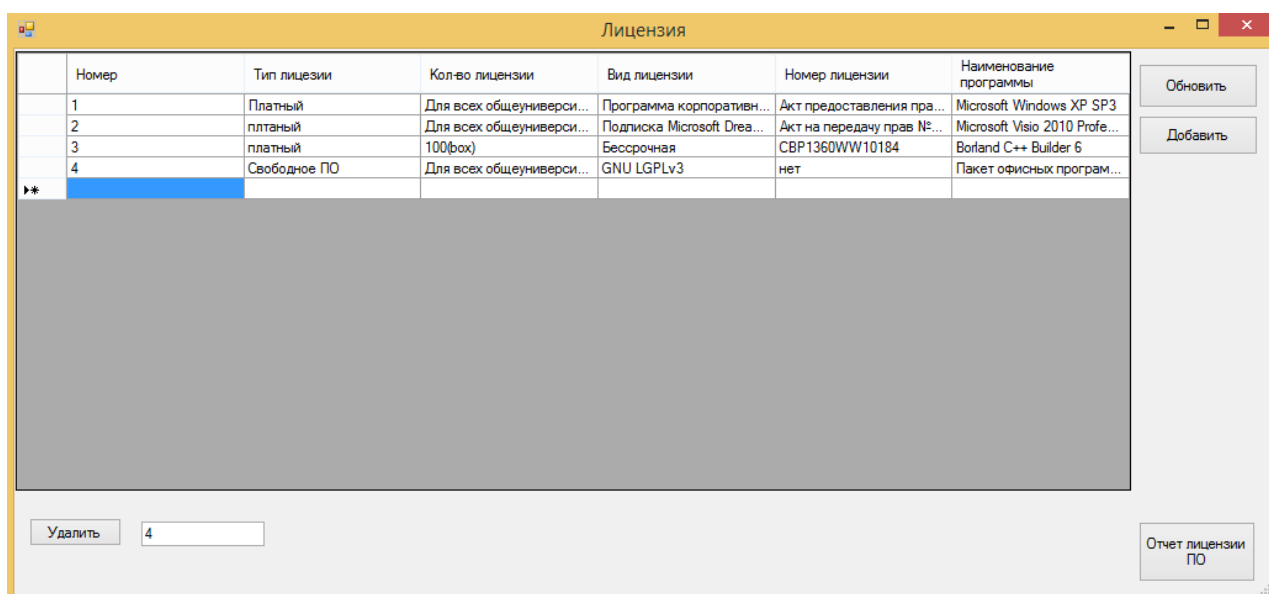 Лицензия
Номер Тип лицезии Кол-во лицензии Вид лицензии Номер лицензии Наименование
программы
1 Платный Для всех общеуниверси... Программа корпоративн... Акт предоставления пра... Microsoft Windows XP SP3
2 плтаный Для всех общеуниверси... Подписка Microsoft Drea... Акт на передачу прав №... Microsoft Visio 2010 Profe...
3 платный 100(box) Бессрочная CBP1360WW10184 Borland C++ Builder 6
4 Свободное ПО Для всех общеуниверси... GNU LGPLv3 нет Пакет офисных програм...
Обновить
Добавить
Удалить 4
Отчет лицензии
ПО